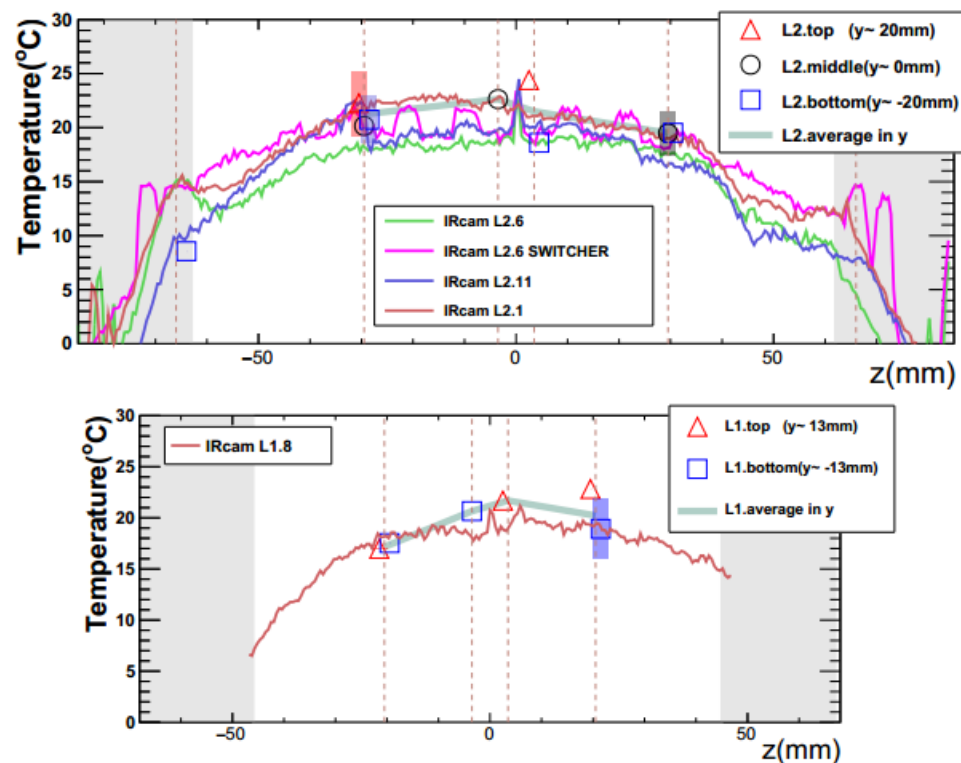 Temperature(°C)
30
25
20
15
10
5
0
−50
0
50
z(mm)
L2.top (y~ 20mm)
L2.middle(y~ 0mm)
L2.bottom(y~ -20mm)
L2.average in y
IRcam L2.6
IRcam L2.6 SWITCHER
IRcam L2.11
IRcam L2.1
Temperature(°C)
30
25
20
15
10
5
0
−50
0
50
z(mm)
IRcam L1.8
L1.top (y~ 13mm)
L1.bottom(y~ -13mm)
L1.average in y